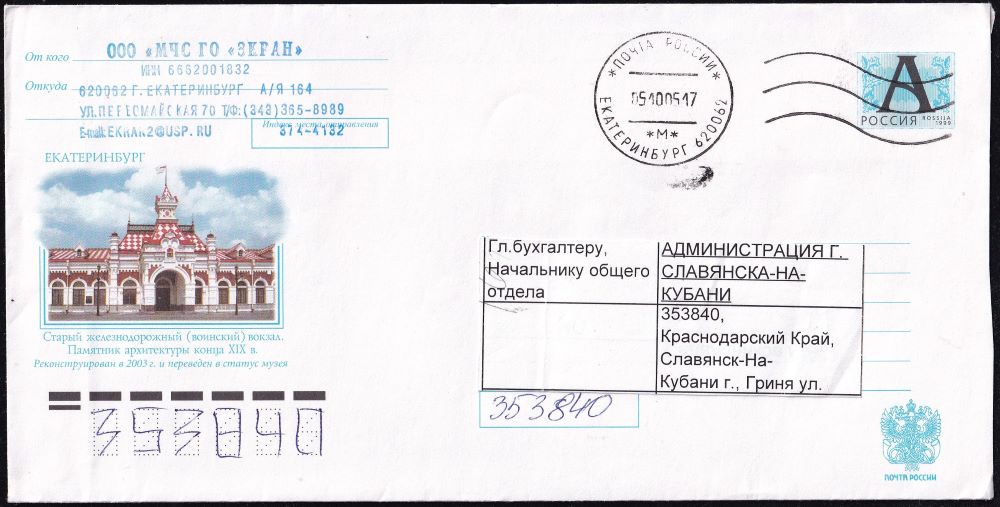 От кого ООО «МЧС ГО «ЭКРАН»
ИНН 6662001832
Откуда 620062 Г. ЕКАТЕРИНБУРГ А/Я 164
УЛ.ПЕРВОМАЙСКАЯ 70 Т/Ф: (343)365-8989
Индекс места отправления
E-mail: EKRAN2@USP.RU 374-4132
ЕКАТЕРИНБУРГ
Старый железнодорожный (воинский) вокзал.
Памятник архитектуры конца XIX в.
Реконструирован в 2003 г. и переведен в статус музея
353840
*ПОЧТА РОССИИ*
05100517
*М*
ЕКАТЕРИНБУРГ 620062
А
РОССИЯ ROSSIJA
1999
Гл.бухгалтеру,
Начальнику общего
отдела
АДМИНИСТРАЦИЯ Г.
СЛАВЯНСКА-НА-
КУБАНИ
353840,
Краснодарский Край,
Славянск-На-
Кубани г., Гриня ул.
353840
ПОЧТА РОССИИ